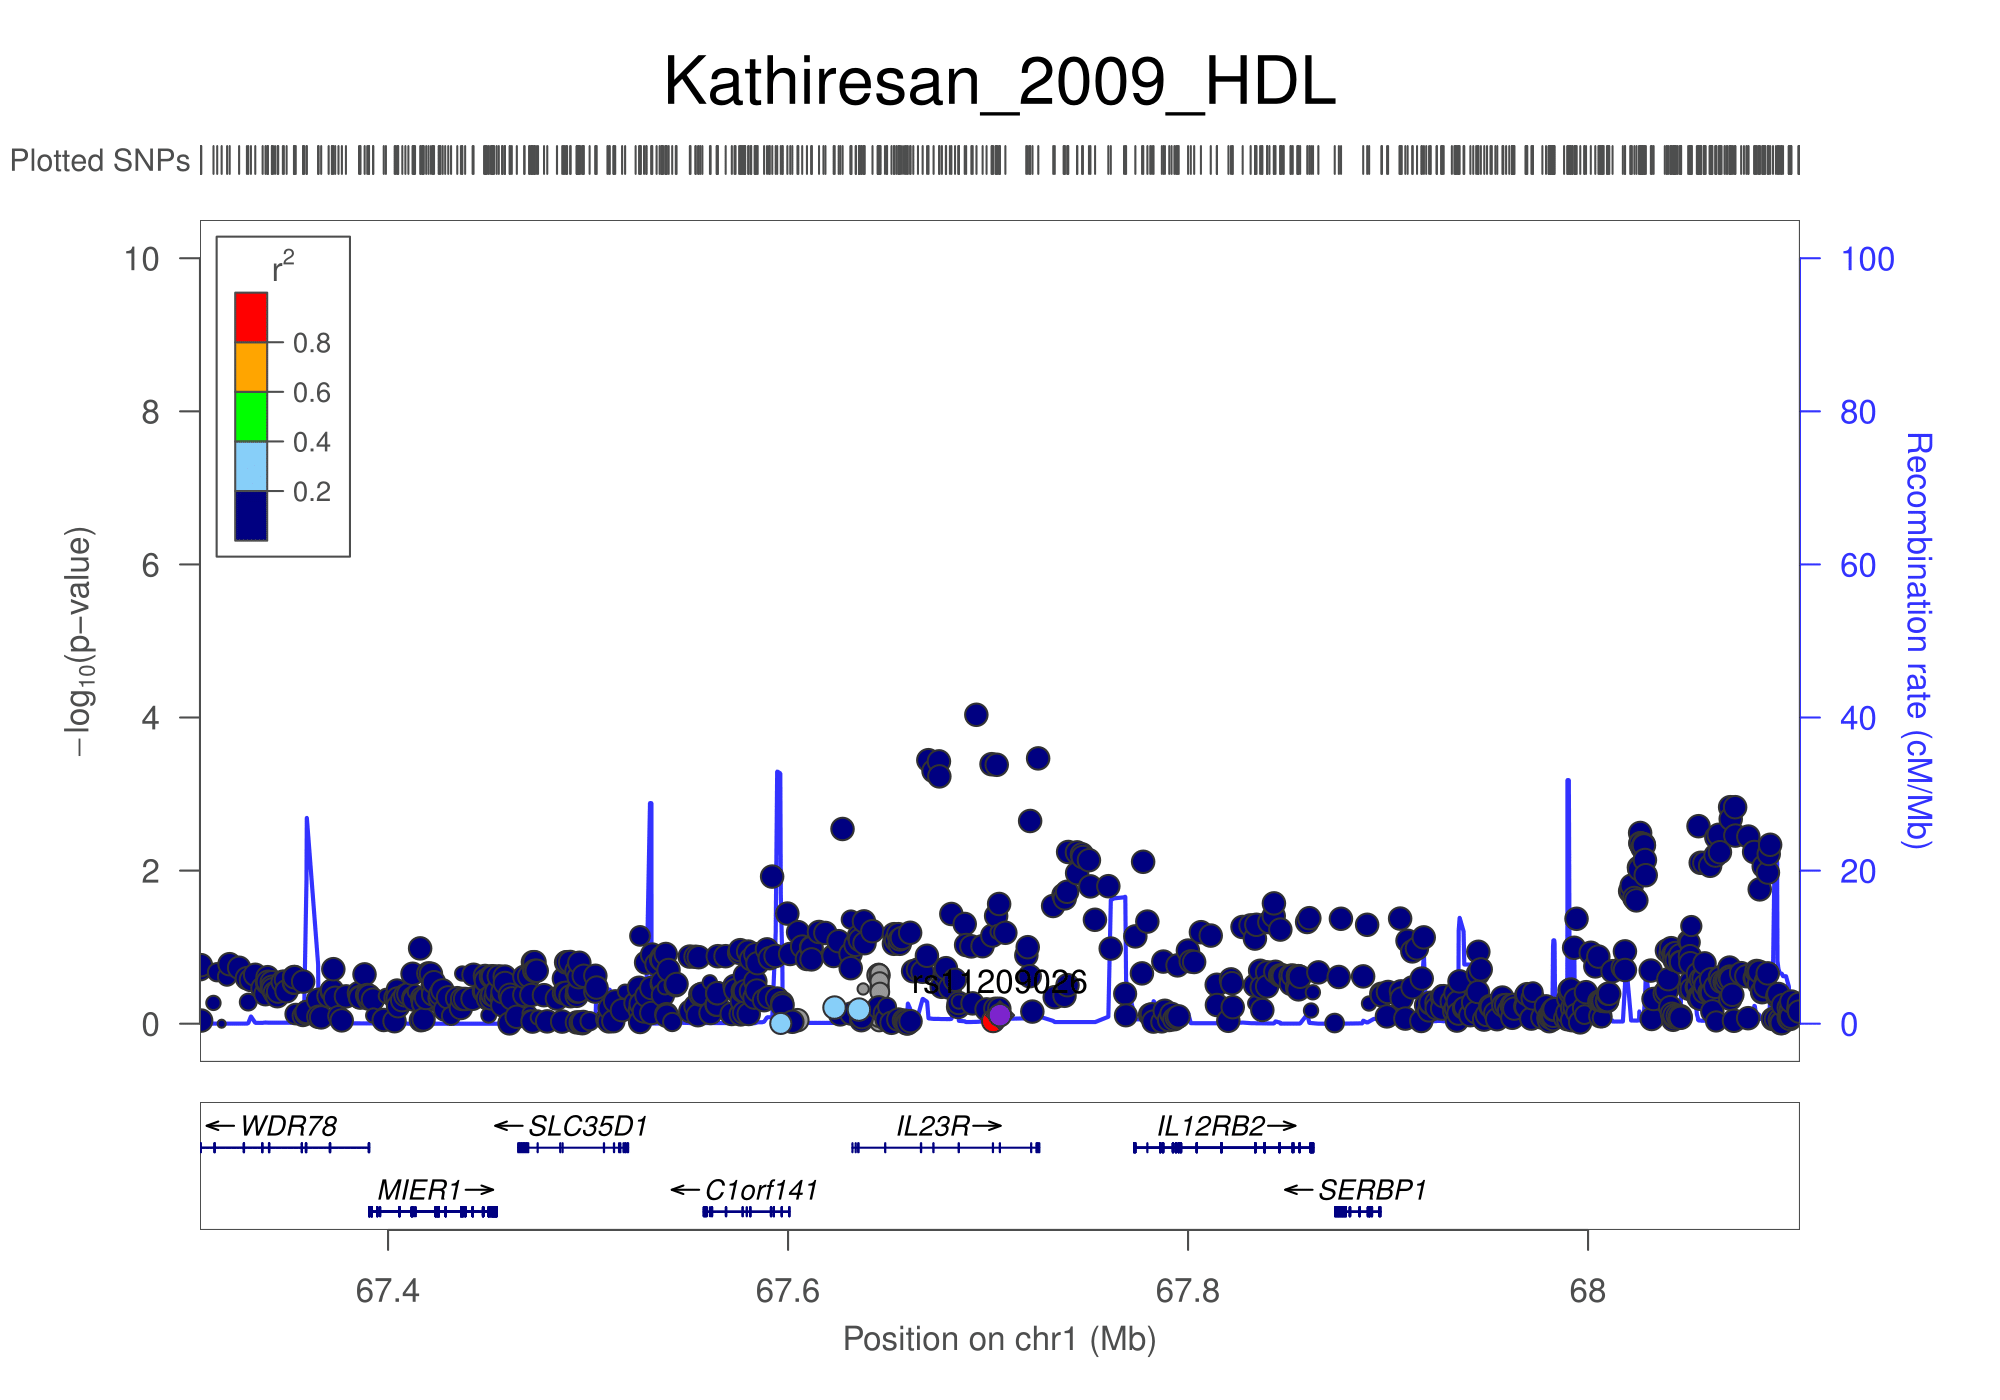 Kathiresan_2009_HDL
Plotted SNPs
r2
0.8
0.6
0.4
0.2
10
8
6
4
2
0
−log10(p−value)
100
80
60
40
20
0
Recombination rate (cM/Mb)
rs11209026
←WDR78
←SLC35D1
IL23R→
IL12RB2→
MIER1→
←C1orf141
←SERBP1
67.4 67.6 67.8 68
Position on chr1 (Mb)